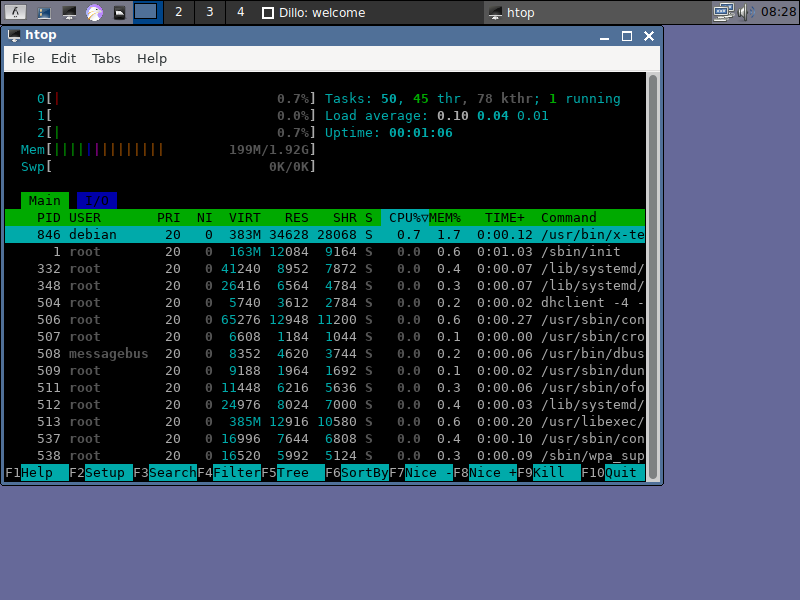 2 3 4 Dillo: welcome htop 08:28
htop
File Edit Tabs Help
0[| 0.7%] Tasks: 50, 45 thr, 78 kthr; 1 running
1[ 0.0%] Load average: 0.10 0.04 0.01
2[| 0.7%] Uptime: 00:01:06
Mem[|||||||||||||| 199M/1.92G]
Swp[ 0K/0K]
Main I/O
PID USER PRI NI VIRT RES SHR S CPU%▽MEM% TIME+ Command
846 debian 20 0 383M 34628 28068 S 0.7 1.7 0:00.12 /usr/bin/x-te
1 root 20 0 163M 12084 9164 S 0.0 0.6 0:01.03 /sbin/init
332 root 20 0 41240 8952 7872 S 0.0 0.4 0:00.07 /lib/systemd/
348 root 20 0 26416 6564 4784 S 0.0 0.3 0:00.07 /lib/systemd/
504 root 20 0 5740 3612 2784 S 0.0 0.2 0:00.02 dhclient -4 -
506 root 20 0 65276 12948 11200 S 0.0 0.6 0:00.27 /usr/sbin/con
507 root 20 0 6608 1184 1044 S 0.0 0.1 0:00.00 /usr/sbin/cro
508 messagebus 20 0 8352 4620 3744 S 0.0 0.2 0:00.06 /usr/bin/dbus
509 root 20 0 9188 1964 1692 S 0.0 0.1 0:00.02 /usr/sbin/dun
511 root 20 0 11448 6216 5636 S 0.0 0.3 0:00.06 /usr/sbin/ofo
512 root 20 0 24976 8024 7000 S 0.0 0.4 0:00.03 /lib/systemd/
513 root 20 0 385M 12916 10580 S 0.0 0.6 0:00.20 /usr/libexec/
537 root 20 0 16996 7644 6808 S 0.0 0.4 0:00.10 /usr/sbin/con
538 root 20 0 16520 5992 5124 S 0.0 0.3 0:00.09 /sbin/wpa_sup
F1Help F2Setup F3SearchF4FilterF5Tree F6SortByF7Nice -F8Nice +F9Kill F10Quit